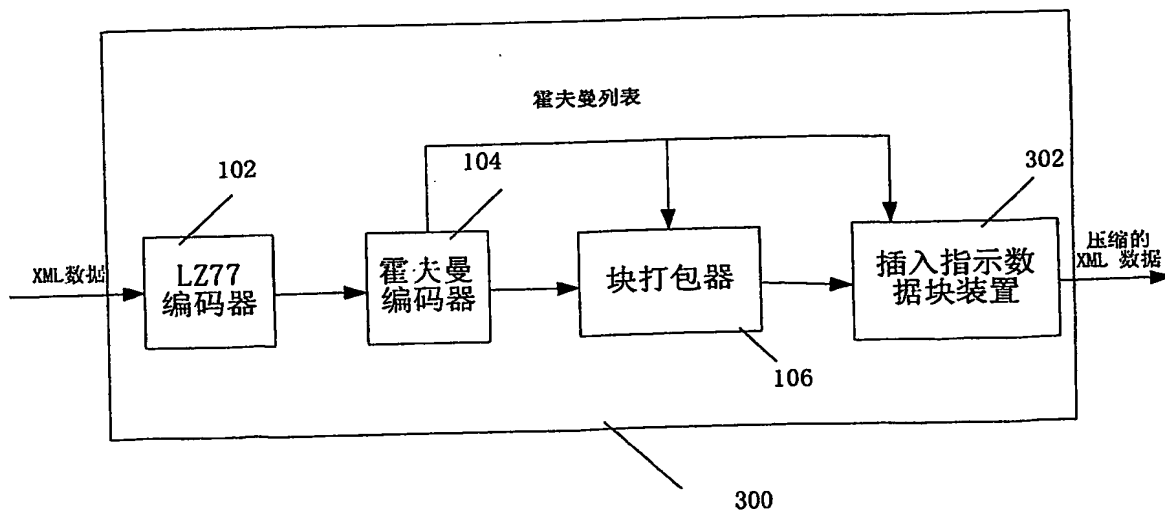 霍夫曼列表
102
104
302
XML数据
LZ77
编码器
霍夫曼
编码器
块打包器
插入指示数
据块装置
压缩的
XML 数据
106
300